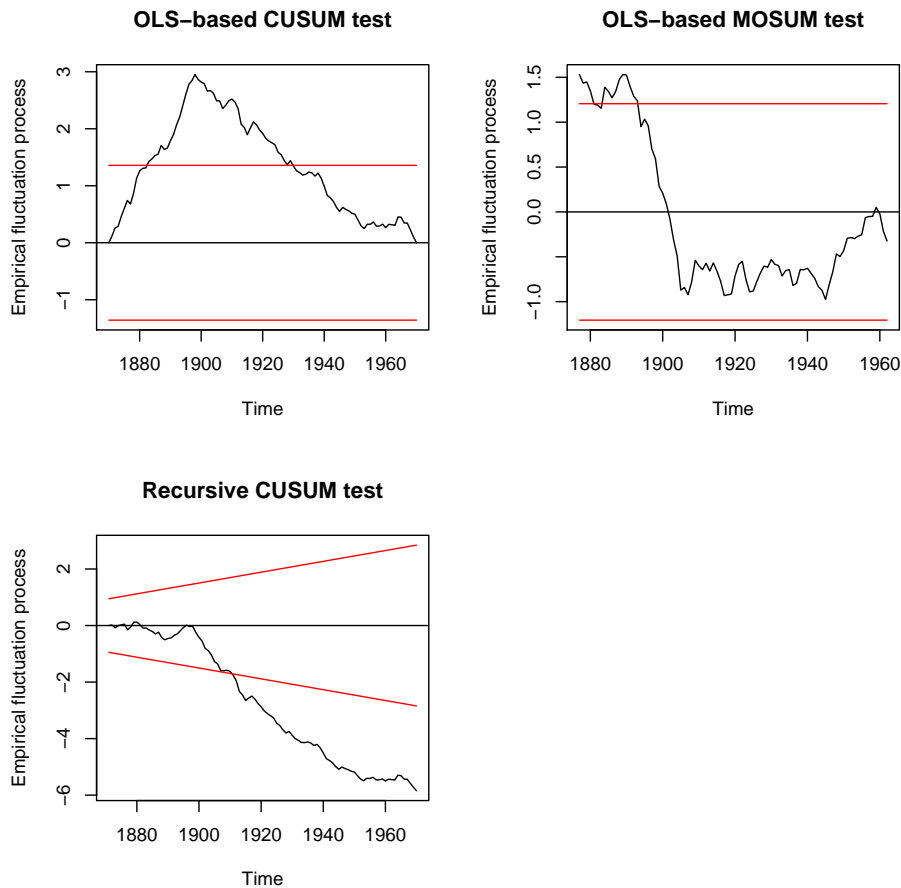 OLS−based CUSUM test
Empirical fluctuation process
3
2
1
0
−1
1880 1900 1920 1940 1960
Time
OLS−based MOSUM test
Empirical fluctuation process
1.5
1.0
0.5
0.0
−1.0
1880 1900 1920 1940 1960
Time
Recursive CUSUM test
Empirical fluctuation process
2
0
−2
−4
−6
1880 1900 1920 1940 1960
Time